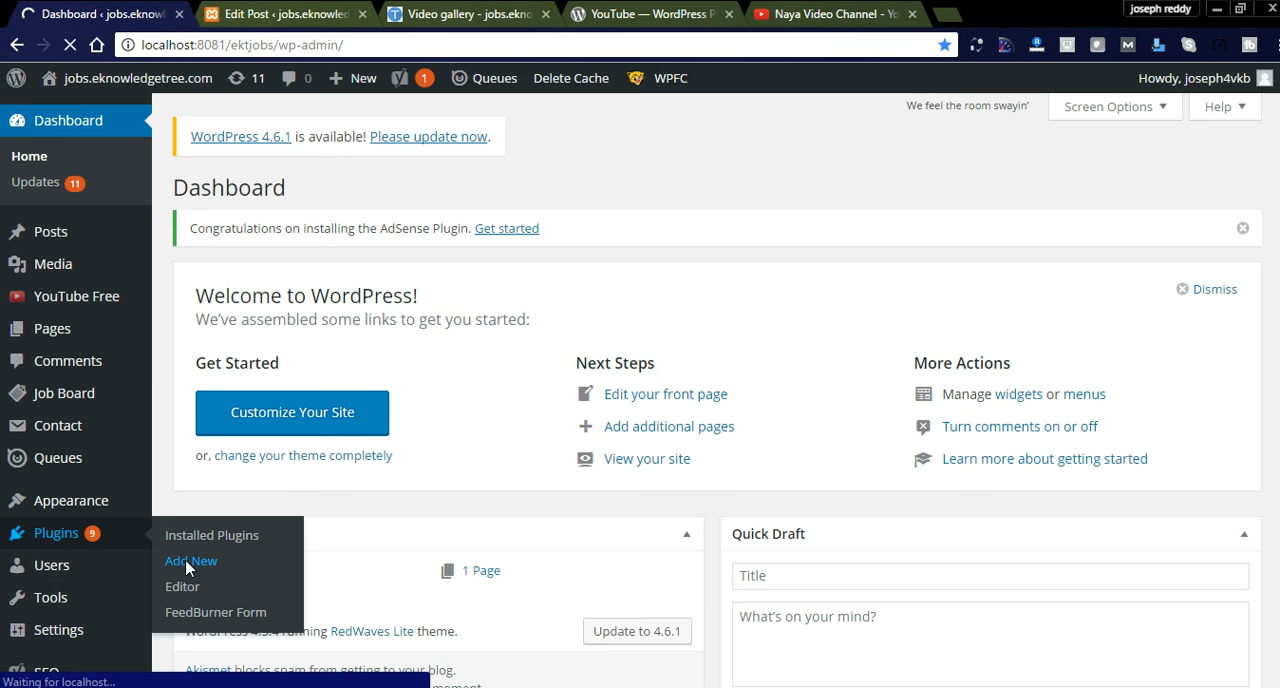 Dashboard ‹ jobs.eknowl
Edit Post ‹ jobs.eknowled
Video gallery - jobs.ekno
YouTube — WordPress P
Naya Video Channel - Yo
joseph reddy
localhost:8081/ektjobs/wp-admin/
jobs.eknowledgetree.com
11
0
New
1
Queues
Delete Cache
WPFC
Howdy, joseph4vkb
We feel the room swayin'
Screen Options
Help
Dashboard
Home
Updates 11
Posts
Media
YouTube Free
Pages
Comments
Job Board
Contact
Queues
Appearance
Plugins 9
Users
Tools
Settings
SEO
Installed Plugins
Add New
Editor
FeedBurner Form
WordPress 4.6.1 is available! Please update now.
Dashboard
Congratulations on installing the AdSense Plugin. Get started
Welcome to WordPress!
We've assembled some links to get you started:
Dismiss
Get Started
Customize Your Site
or, change your theme completely
Next Steps
Edit your front page
Add additional pages
View your site
More Actions
Manage widgets or menus
Turn comments on or off
Learn more about getting started
1 Page
RedWaves Lite theme.
Update to 4.6.1
Akismet blocks spam from getting to your blog.
Quick Draft
Title
What's on your mind?
Waiting for localhost...